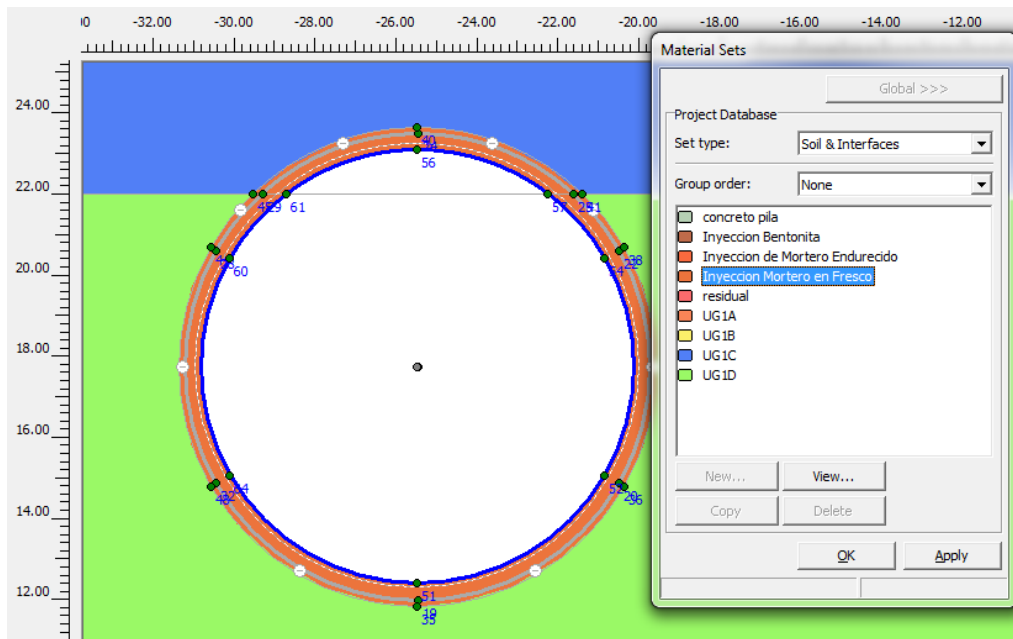 -32.00 -30.00 -28.00 -26.00 -24.00 -22.00 -20.00 -18.00 -16.00 -14.00 -12.00
24.00
22.00
20.00
18.00
16.00
14.00
12.00
40
56
61
57
60
51
19
35
Material Sets
Global >>>
Project Database
Set type: Soil & Interfaces
Group order: None
concreto pila
Inyeccion Bentonita
Inyeccion de Mortero Endurecido
Inyeccion Mortero en Fresco
residual
UG1A
UG1B
UG1C
UG1D
New... View...
Copy Delete
OK Apply